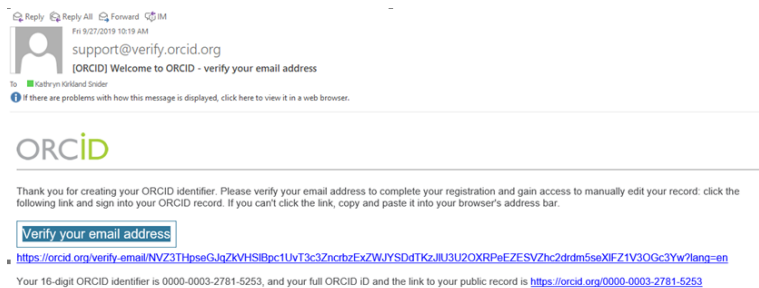 Reply Reply All Forward IM
Fri 9/27/2019 10:19 AM
support@verify.orcid.org
[ORCID] Welcome to ORCID - verify your email address
To Kathryn Kirkland Snider
If there are problems with how this message is displayed, click here to view it in a web browser.
ORCiD
Thank you for creating your ORCID identifier. Please verify your email address to complete your registration and gain access to manually edit your record: click the
following link and sign into your ORCID record. If you can't click the link, copy and paste it into your browser's address bar.
Verify your email address
https://orcid.org/verify-email/NVZ3THpseGJqZkVHSlBpc1UvT3c3ZncrbzExZWJYSDdTKzJlU3U2OXRPeEZESVZhc2drdm5seXlFZ1V3OGc3Yw?lang=en
Your 16-digit ORCID identifier is 0000-0003-2781-5253, and your full ORCID iD and the link to your public record is https://orcid.org/0000-0003-2781-5253